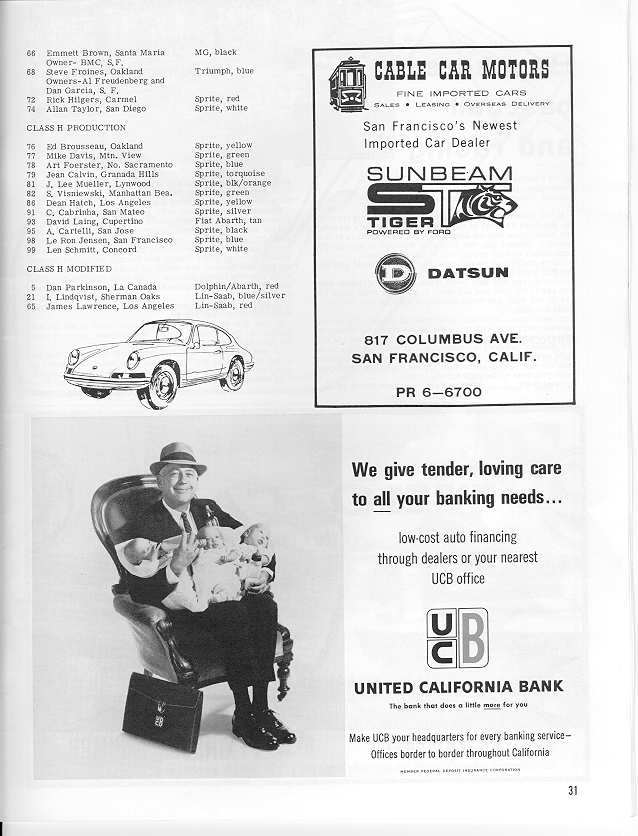 66 Emmett Brown, Santa Maria MG, black
Owner- BMC, S.F.
68 Steve Froines, Oakland Triumph, blue
Owners-Al Freudenberg and
Dan Garcia, S. F.
72 Rick Hilgers, Carmel Sprite, red
74 Allan Taylor, San Diego Sprite, white
CLASS H PRODUCTION
76 Ed Brousseau, Oakland Sprite, yellow
77 Mike Davis, Mtn. View Sprite, green
78 Art Foerster, No. Sacramento Sprite, blue
79 Jean Calvin, Granada Hills Sprite, torquoise
81 J. Lee Mueller, Lynwood Sprite, blk/orange
82 S. Visniewski, Manhattan Bea. Sprite, green
86 Dean Hatch, Los Angeles Sprite, yellow
91 C. Cabrinha, San Mateo Sprite, silver
93 David Laing, Cupertino Fiat Abarth, tan
95 A. Cartelli, San Jose Sprite, black
98 Le Ron Jensen, San Francisco Sprite, blue
99 Len Schmitt, Concord Sprite, white
CLASS H MODIFIED
5 Dan Parkinson, La Canada Dolphin/Abarth, red
21 I. Lindqvist, Sherman Oaks Lin-Saab, blue/silver
65 James Lawrence, Los Angeles Lin-Saab, red
CABLE CAR MOTORS
FINE IMPORTED CARS
SALES • LEASING • OVERSEAS DELIVERY
San Francisco's Newest
Imported Car Dealer
SUNBEAM
ST
TIGER
POWERED BY FORD
D DATSUN
817 COLUMBUS AVE.
SAN FRANCISCO, CALIF.
PR 6—6700
We give tender, loving care
to all your banking needs...
low-cost auto financing
through dealers or your nearest
UCB office
UCB
UNITED CALIFORNIA BANK
The bank that does a little more for you
Make UCB your headquarters for every banking service—
Offices border to border throughout California
MEMBER FEDERAL DEPOSIT INSURANCE CORPORATION
UCB
31